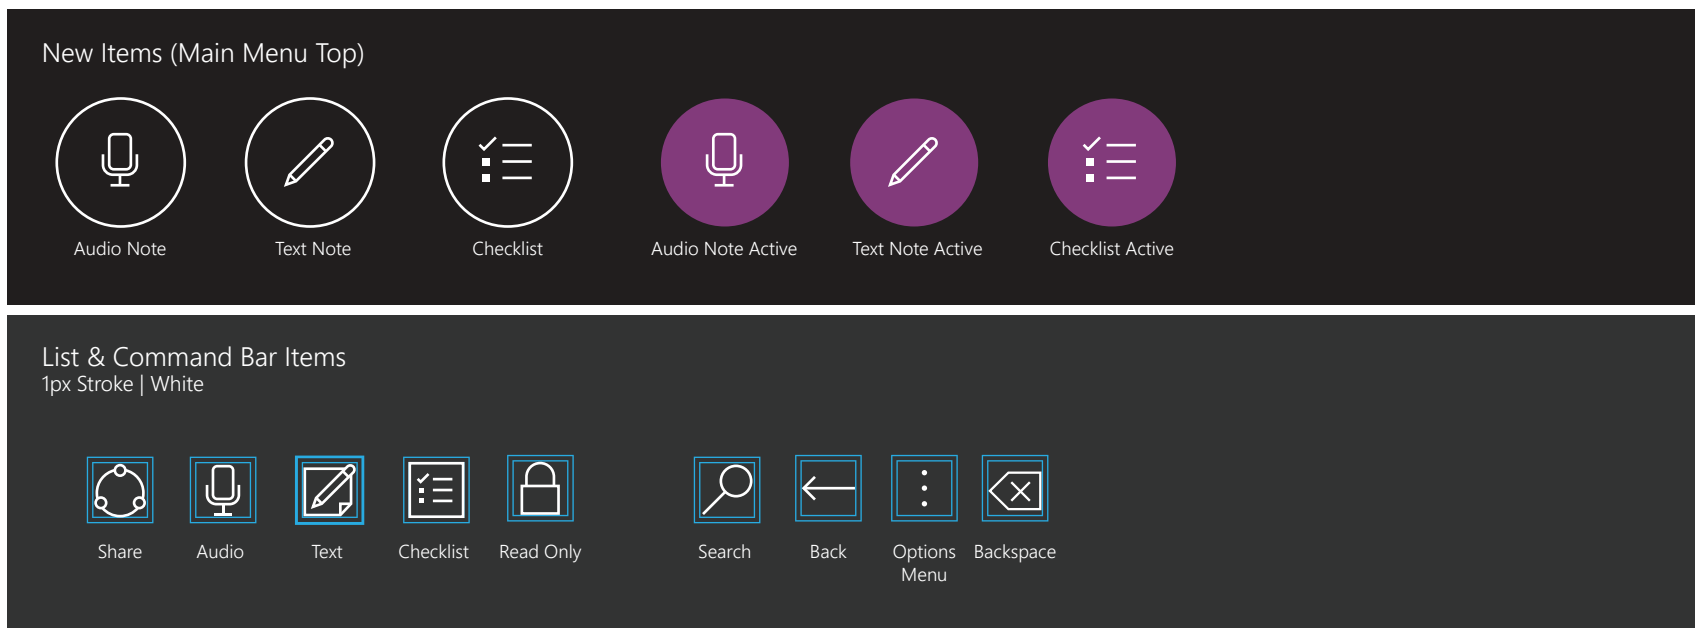 New Items (Main Menu Top)
Audio Note
Text Note
Checklist
Audio Note Active
Text Note Active
Checklist Active
List & Command Bar Items
1px Stroke | White
Share
Audio
Text
Checklist
Read Only
Search
Back
Options
Menu
Backspace